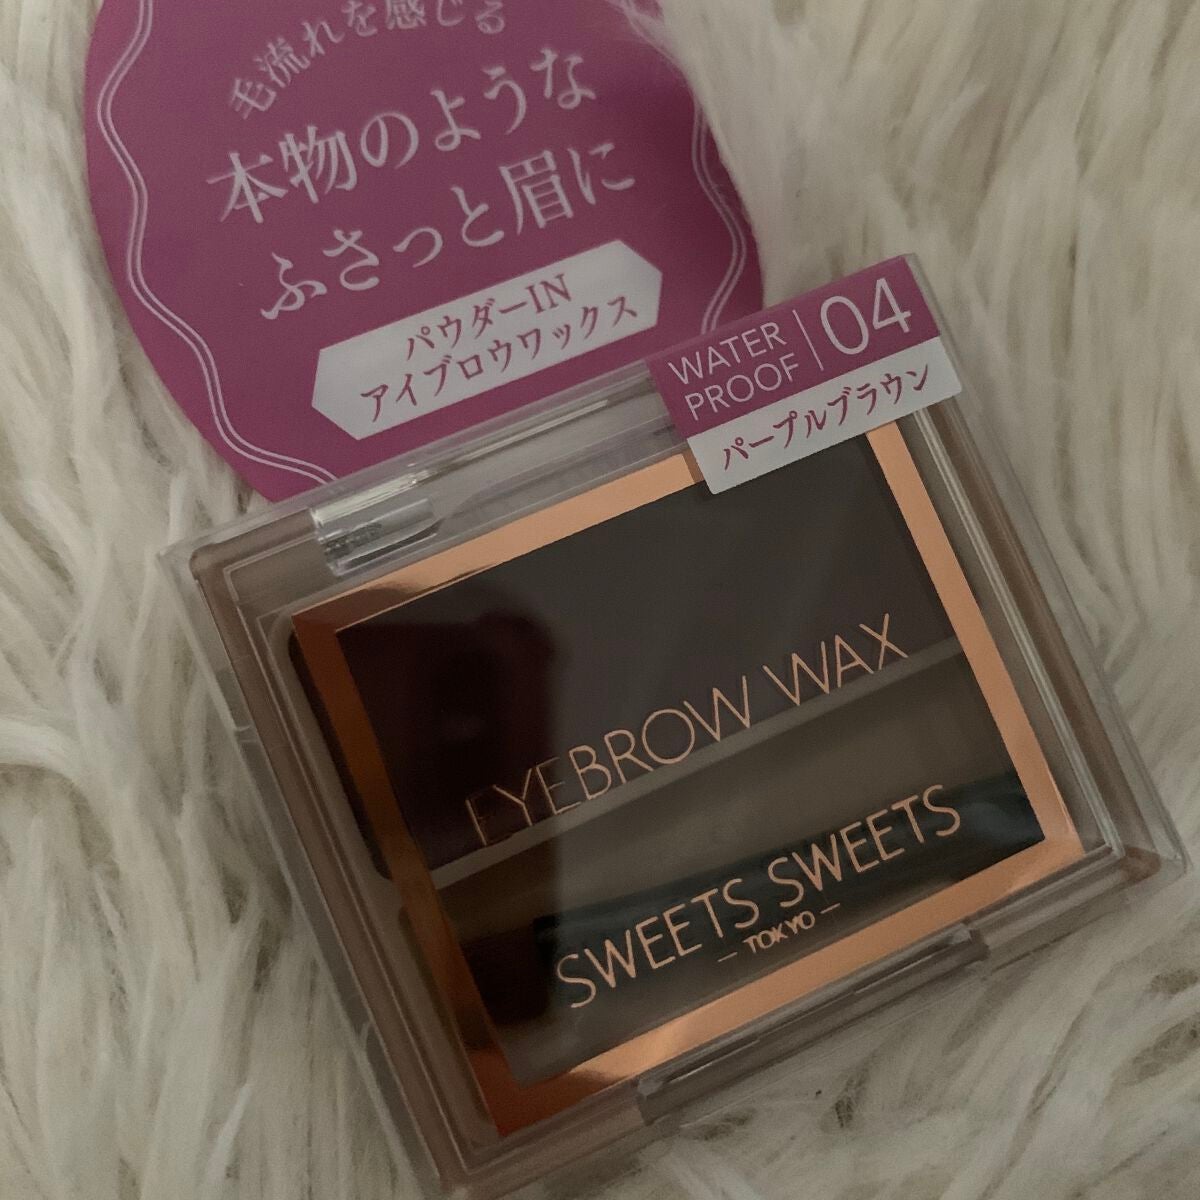 毛流れを感じる
本物のような
ふさっと眉に
パウダーIN
アイブロウワックス
WATER
PROOF
04
パープルブラウン
EYEBROW WAX
SWEETS SWEETS
— TOKYO —